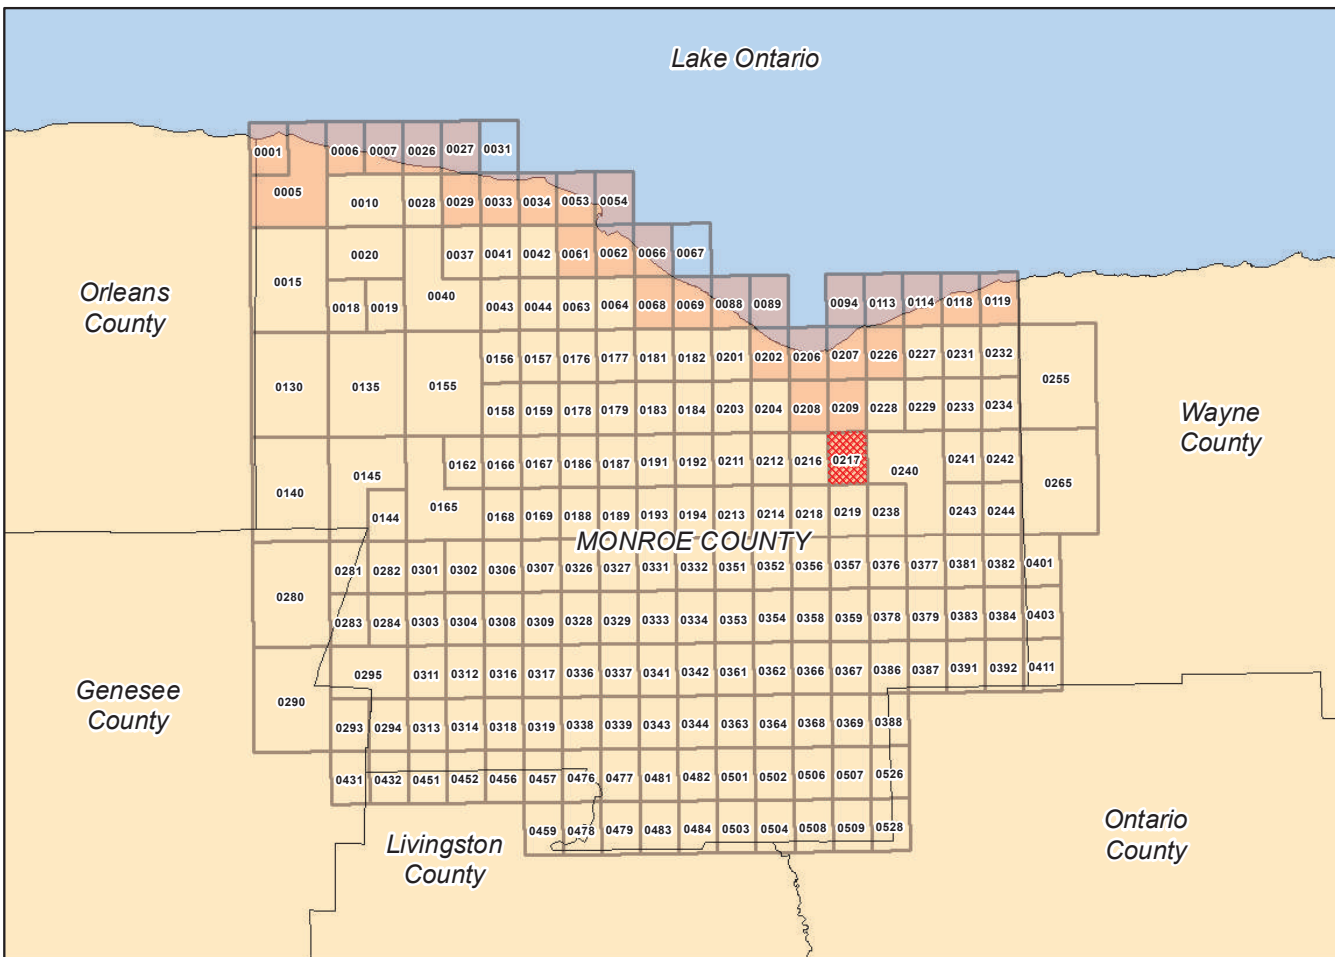 Lake Ontario
0001 0006 0007 0026 0027 0031
0005 0010 0028 0029 0033 0034 0053 0054
0015 0020 0037 0041 0042 0061 0062 0066 0067
Orleans
County
0018 0019 0040 0043 0044 0063 0064 0068 0069 0088 0089 0094 0113 0114 0118 0119
0130 0135 0155 0156 0157 0176 0177 0181 0182 0201 0202 0206 0207 0226 0227 0231 0232 0255
0158 0159 0178 0179 0183 0184 0203 0204 0208 0209 0228 0229 0233 0234
Wayne
County
0140 0145 0162 0166 0167 0186 0187 0191 0192 0211 0212 0216 0217 0240 0241 0242 0265
0144 0165 0168 0169 0188 0189 0193 0194 0213 0214 0218 0219 0238 0243 0244
MONROE COUNTY
0280 0281 0282 0301 0302 0306 0307 0326 0327 0331 0332 0351 0352 0356 0357 0376 0377 0381 0382 0401
0283 0284 0303 0304 0308 0309 0328 0329 0333 0334 0353 0354 0358 0359 0378 0379 0383 0384 0403
0290 0295 0311 0312 0316 0317 0336 0337 0341 0342 0361 0362 0366 0367 0386 0387 0391 0392 0411
Genesee
County
0293 0294 0313 0314 0318 0319 0338 0339 0343 0344 0363 0364 0368 0369 0388
0431 0432 0451 0452 0456 0457 0476 0477 0481 0482 0501 0502 0506 0507 0526
0459 0478 0479 0483 0484 0503 0504 0508 0509 0528
Livingston
County
Ontario
County